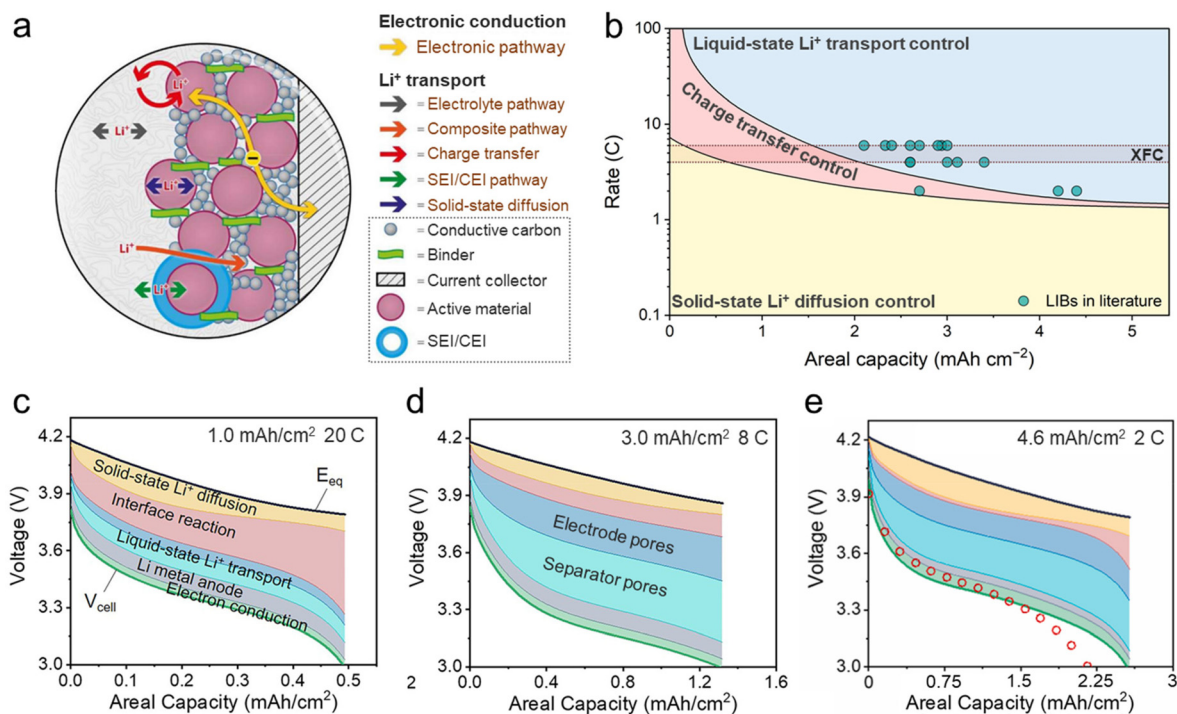 a
Electronic conduction
Electronic pathway
Li⁺ transport
= Electrolyte pathway
= Composite pathway
= Charge transfer
= SEI/CEI pathway
= Solid-state diffusion
= Conductive carbon
= Binder
= Current collector
= Active material
= SEI/CEI
Li⁺
Li⁺
Li⁺
Li⁺
Li⁺
−
b
Rate (C)
100
10
1
0.1
Liquid-state Li⁺ transport control
Charge transfer control
XFC
Solid-state Li⁺ diffusion control
LIBs in literature
0 1 2 3 4 5
Areal capacity (mAh cm⁻²)
c
1.0 mAh/cm² 20 C
Voltage (V)
4.2
3.9
3.6
3.3
3.0
Solid-state Li⁺ diffusion
E_eq
Interface reaction
Liquid-state Li⁺ transport
Li metal anode
Electron conduction
V_cell
0.0 0.1 0.2 0.3 0.4 0.5
Areal Capacity (mAh/cm²)
2
d
3.0 mAh/cm² 8 C
Voltage (V)
4.2
3.9
3.6
3.3
3.0
Electrode pores
Separator pores
0.0 0.4 0.8 1.2 1.6
Areal Capacity (mAh/cm²)
e
4.6 mAh/cm² 2 C
Voltage (V)
4.2
3.9
3.6
3.3
3.0
0 0.75 1.5 2.25 3
Areal Capacity (mAh/cm²)